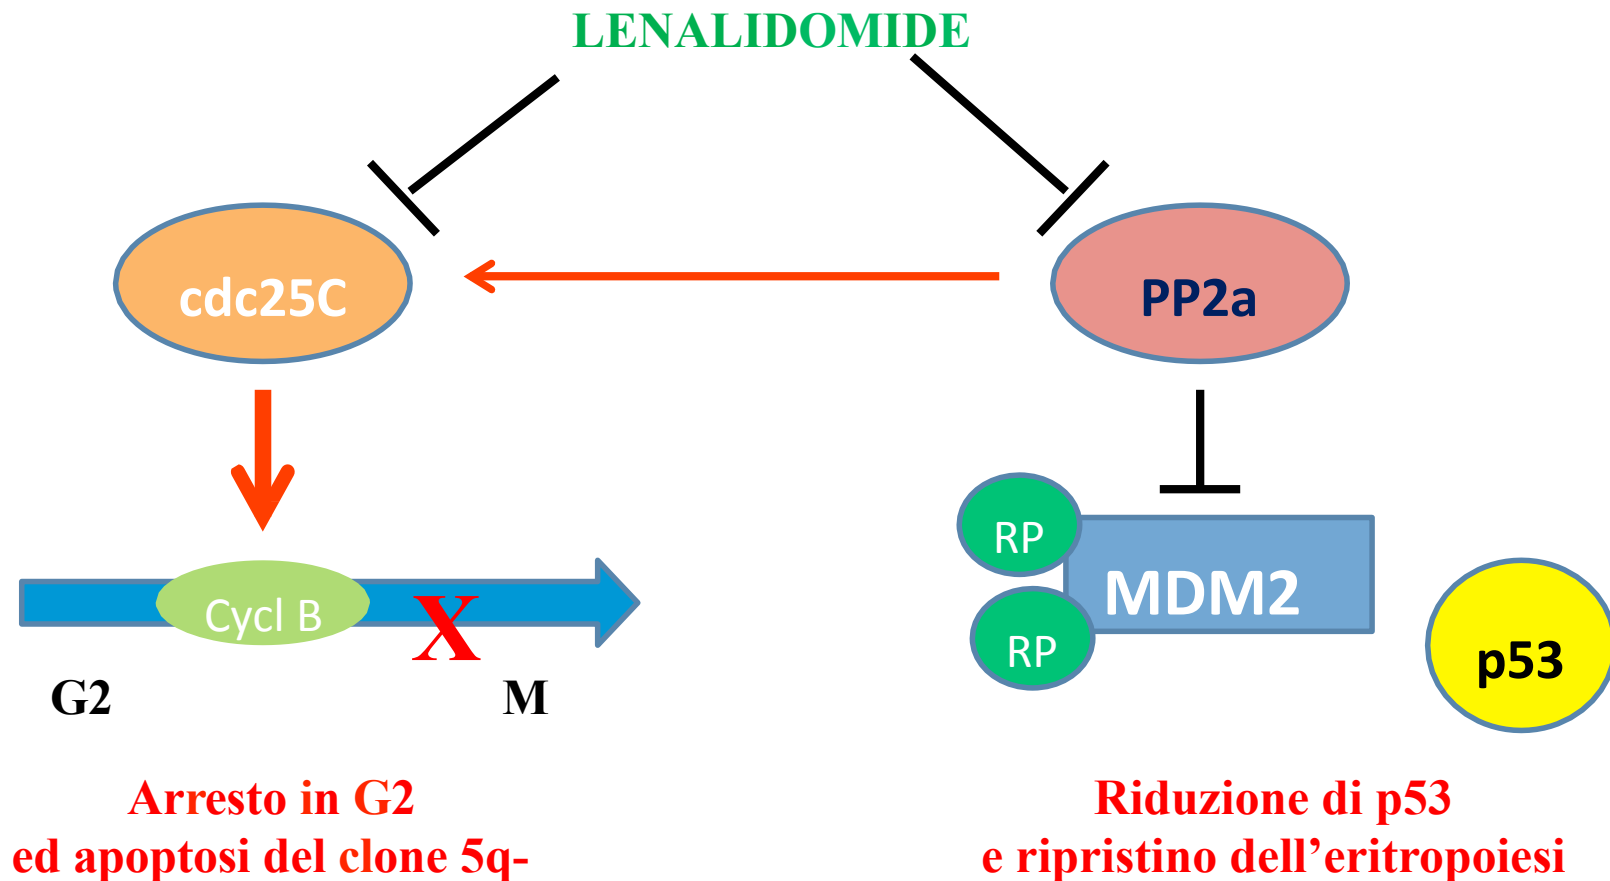 LENALIDOMIDE
cdc25C
PP2a
RP
MDM2
Cycl B
X
RP
p53
G2
M
Arresto in G2
ed apoptosi del clone 5q-
Riduzione di p53
e ripristino dell’eritropoiesi